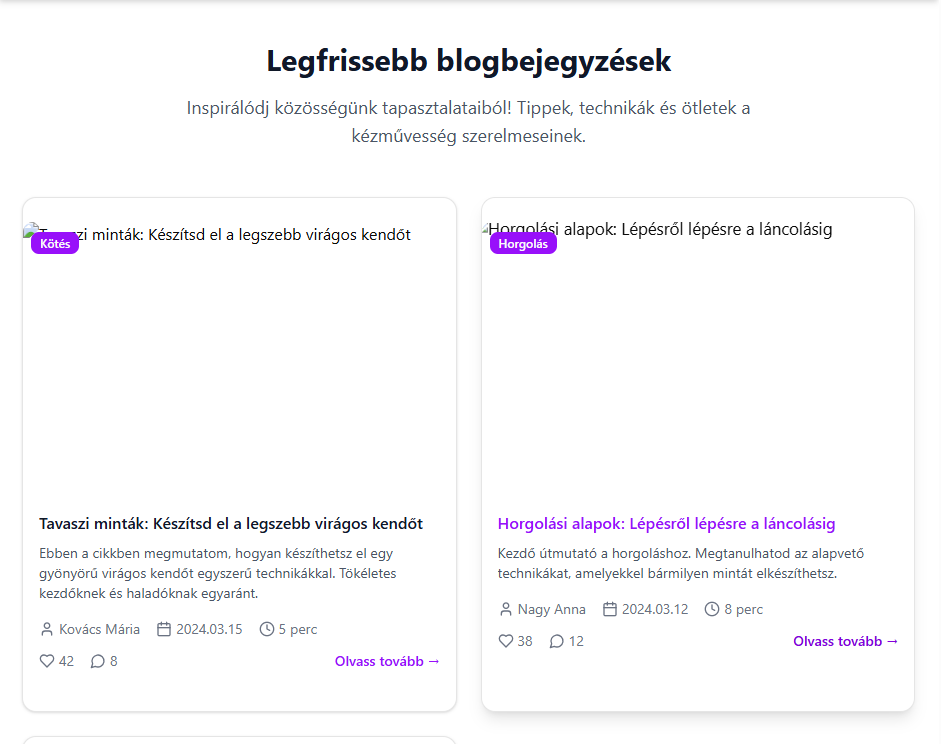 Legfrissebb blogbejegyzések
Inspirálódj közösségünk tapasztalataiból! Tippek, technikák és ötletek a
kézművesség szerelmeseinek.
minták: Készítsd el a legszebb virágos kendőt
Kötés
Horgolási alapok: Lépésről lépésre a láncolásig
Horgolás
Tavaszi minták: Készítsd el a legszebb virágos kendőt
Ebben a cikkben megmutatom, hogyan készíthetsz el egy
gyönyörű virágos kendőt egyszerű technikákkal. Tökéletes
kezdőknek és haladóknak egyaránt.
Kovács Mária 2024.03.15 5 perc
42 8 Olvass tovább →
Horgolási alapok: Lépésről lépésre a láncolásig
Kezdő útmutató a horgoláshoz. Megtanulhatod az alapvető
technikákat, amelyekkel bármilyen mintát elkészíthetsz.
Nagy Anna 2024.03.12 8 perc
38 12 Olvass tovább →